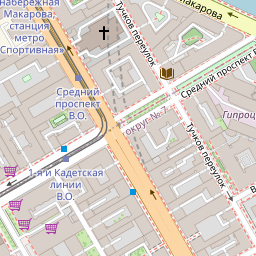 набережная
Макарова,
станция
метро
Спортивная»
Тучков переулок
Макарова
Средний
проспект
В.О.
Средний проспект В
округ № 7
Гипроц
Тучков переулок
1-я и Кадетская
линии
В.О.